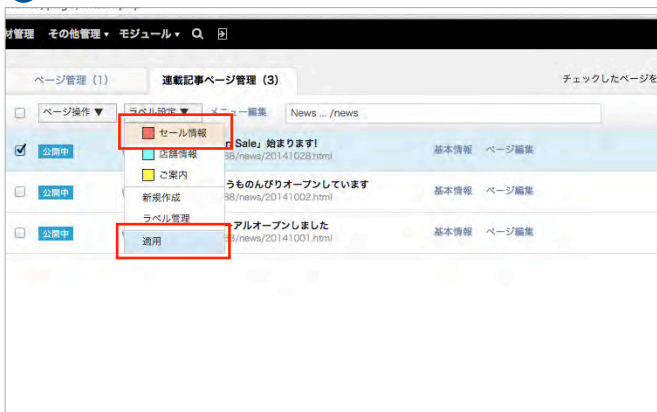 材管理 その他管理▼ モジュール▼
ページ管理 (1) 連載記事ページ管理 (3) チェックしたページを
ページ操作 ▼ ラベル設定 ▼ メニュー編集 News ... /news
セール情報
店舗情報
ご案内
新規作成
ラベル管理
適用
公開中 Sale」始まります! 基本情報 ページ編集
88/news/20141028.html
公開中 うものんびりオープンしています 基本情報 ページ編集
88/news/20141002.html
公開中 ーアルオープンしました 基本情報 ページ編集
88/news/20141001.html